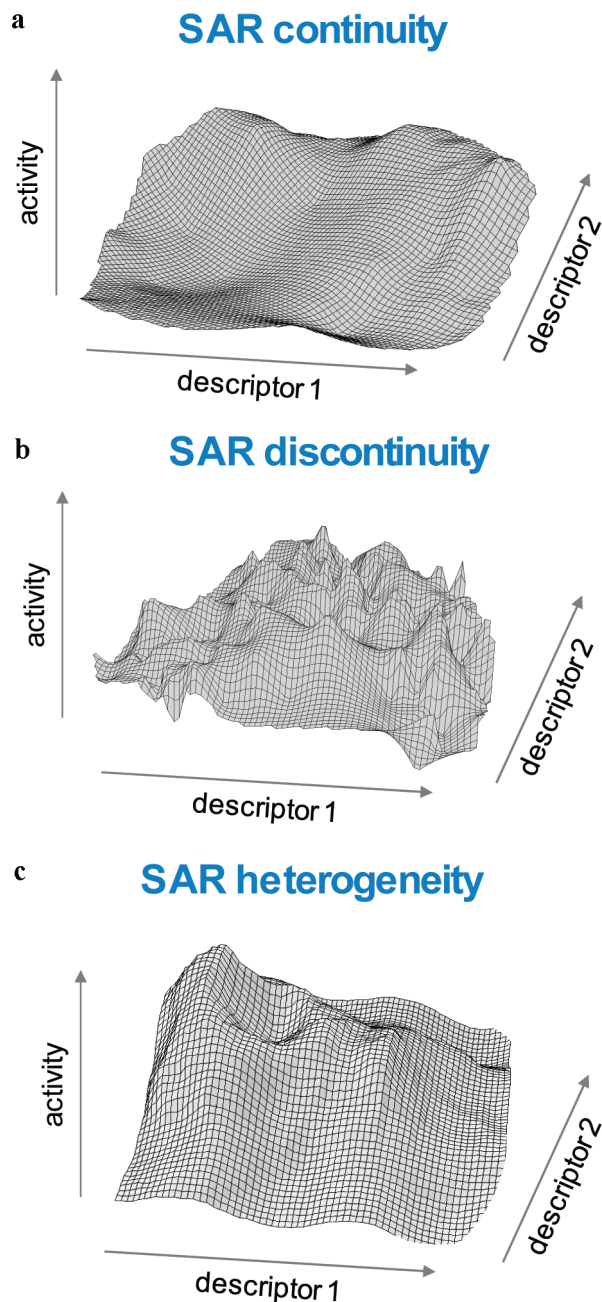 a
SAR continuity
activity
descriptor 2
descriptor 1
b
SAR discontinuity
activity
descriptor 2
descriptor 1
c
SAR heterogeneity
activity
descriptor 2
descriptor 1